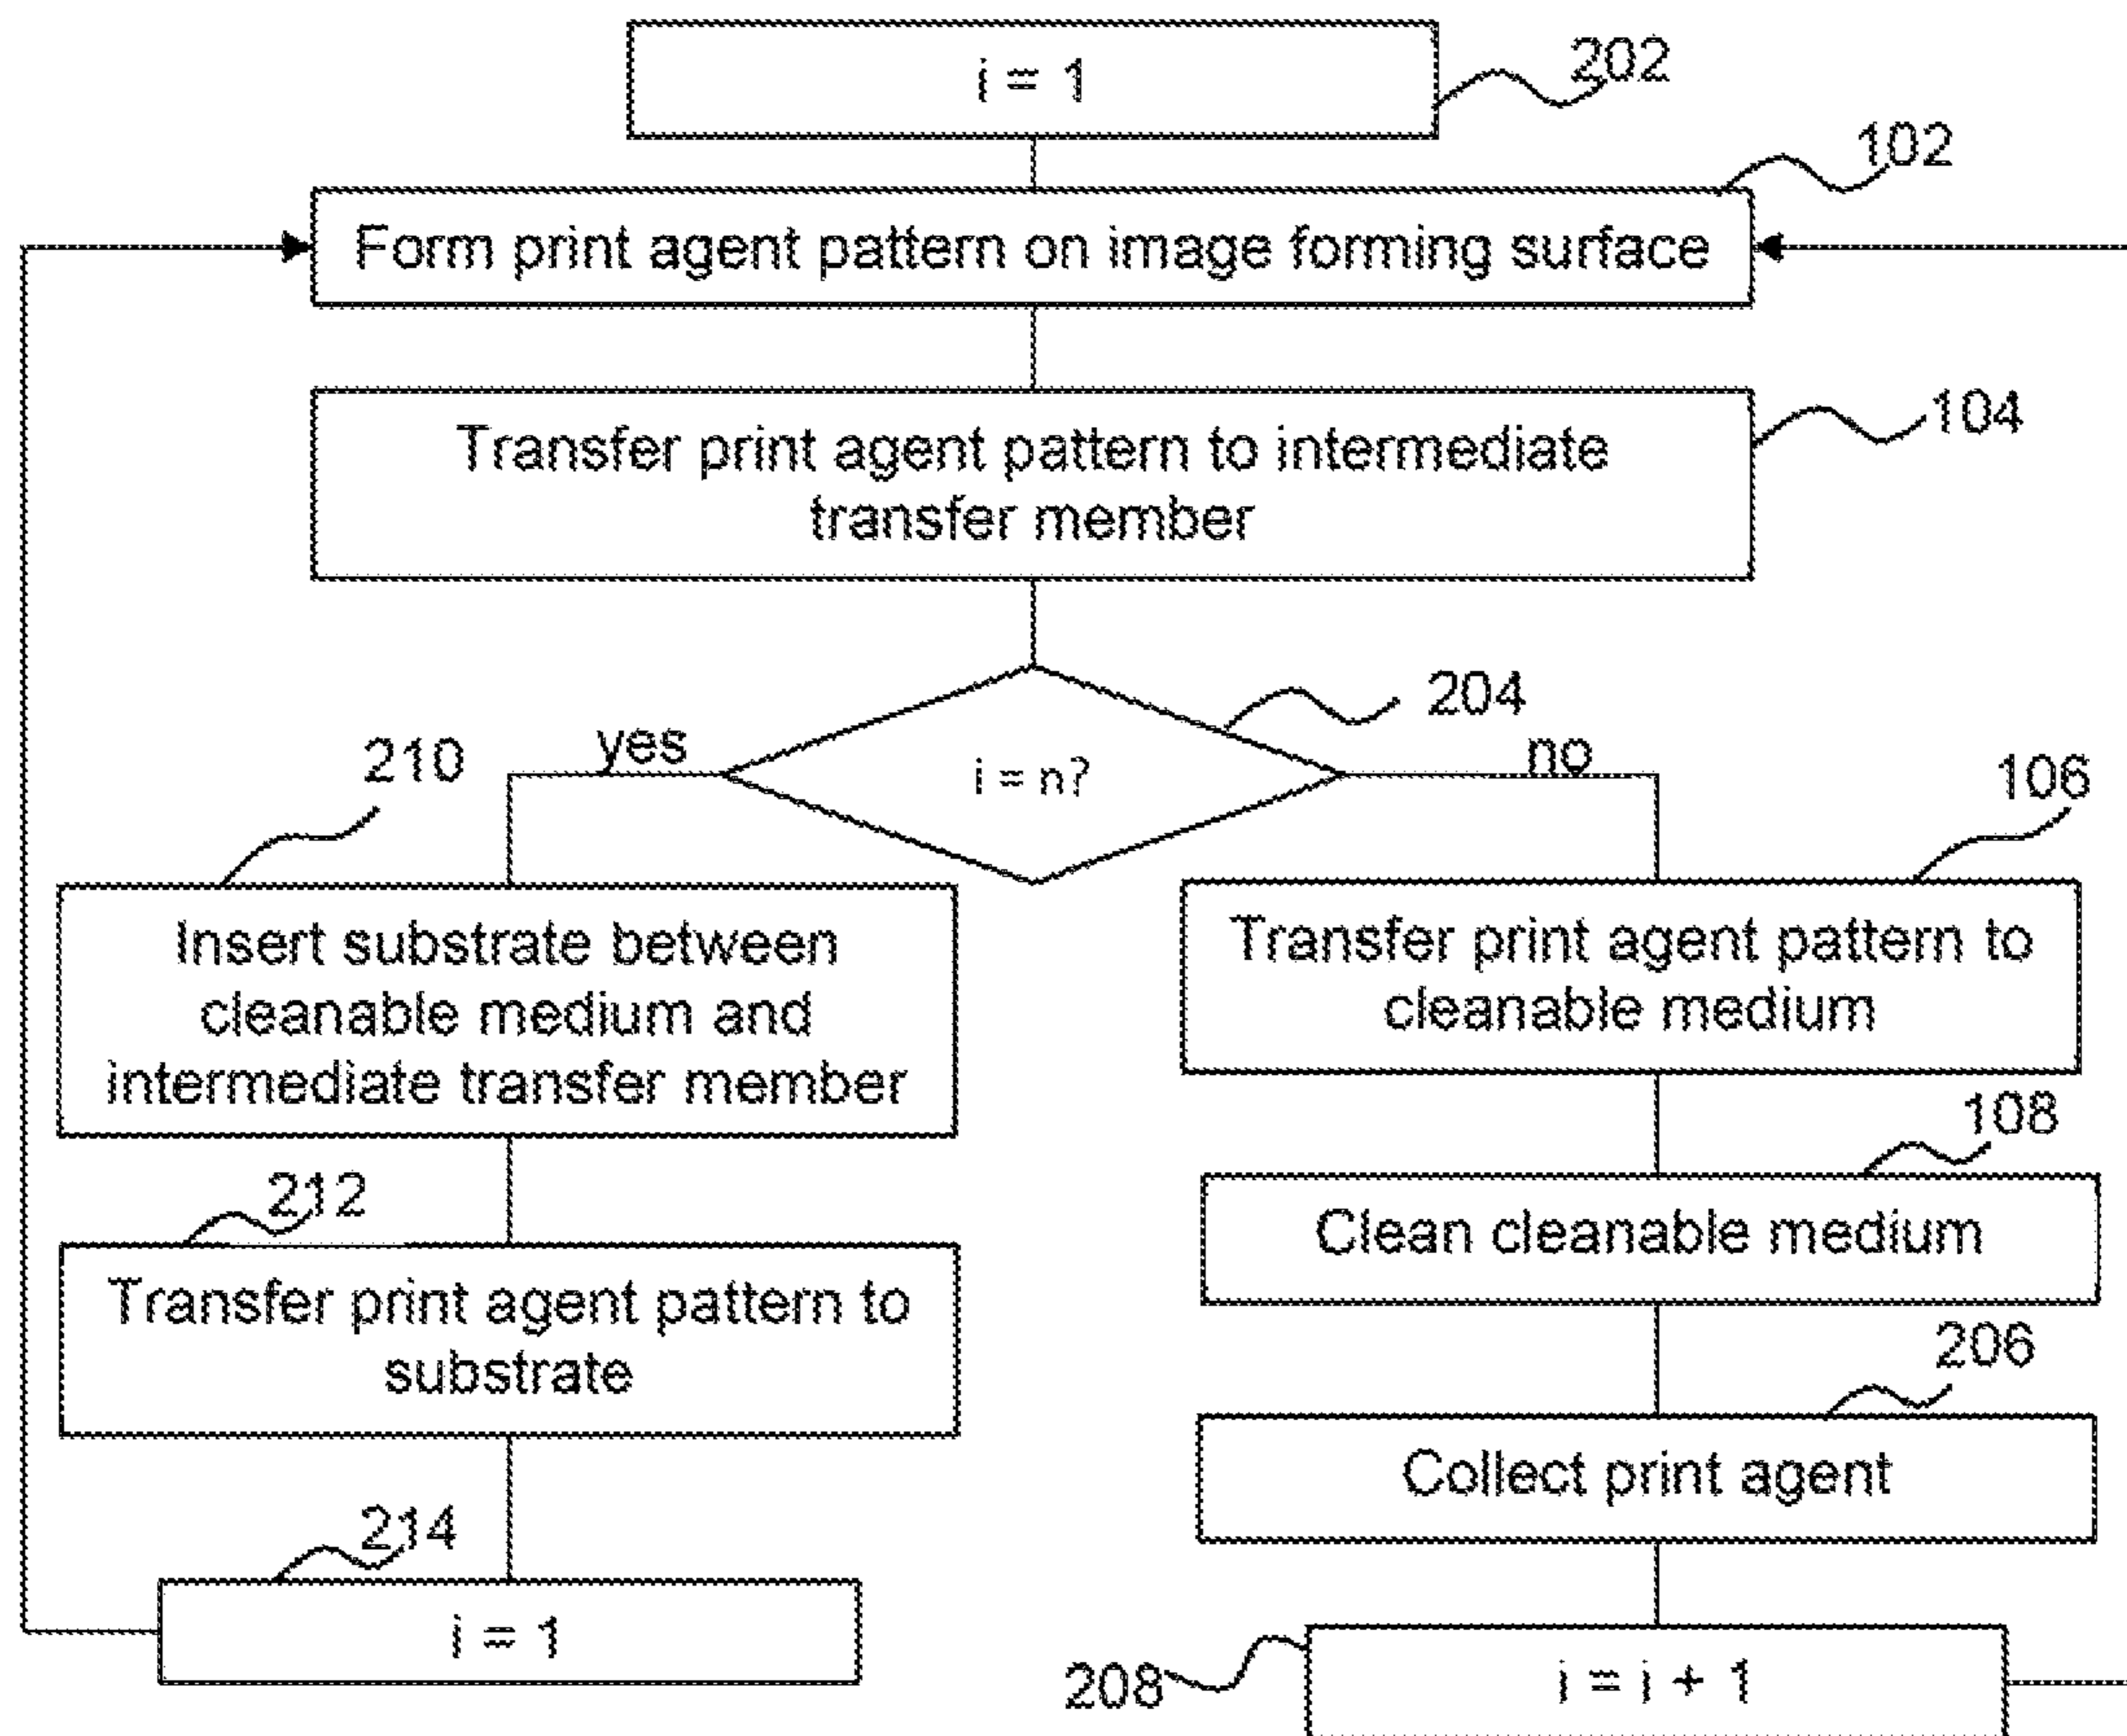 i = 1
202
102
Form print agent pattern on image forming surface
104
Transfer print agent pattern to intermediate
transfer member
204
i = n?
yes
no
210
Insert substrate between
cleanable medium and
intermediate transfer member
106
Transfer print agent pattern to
cleanable medium
108
Clean cleanable medium
212
Transfer print agent pattern to
substrate
206
Collect print agent
214
i = 1
208
i = i + 1